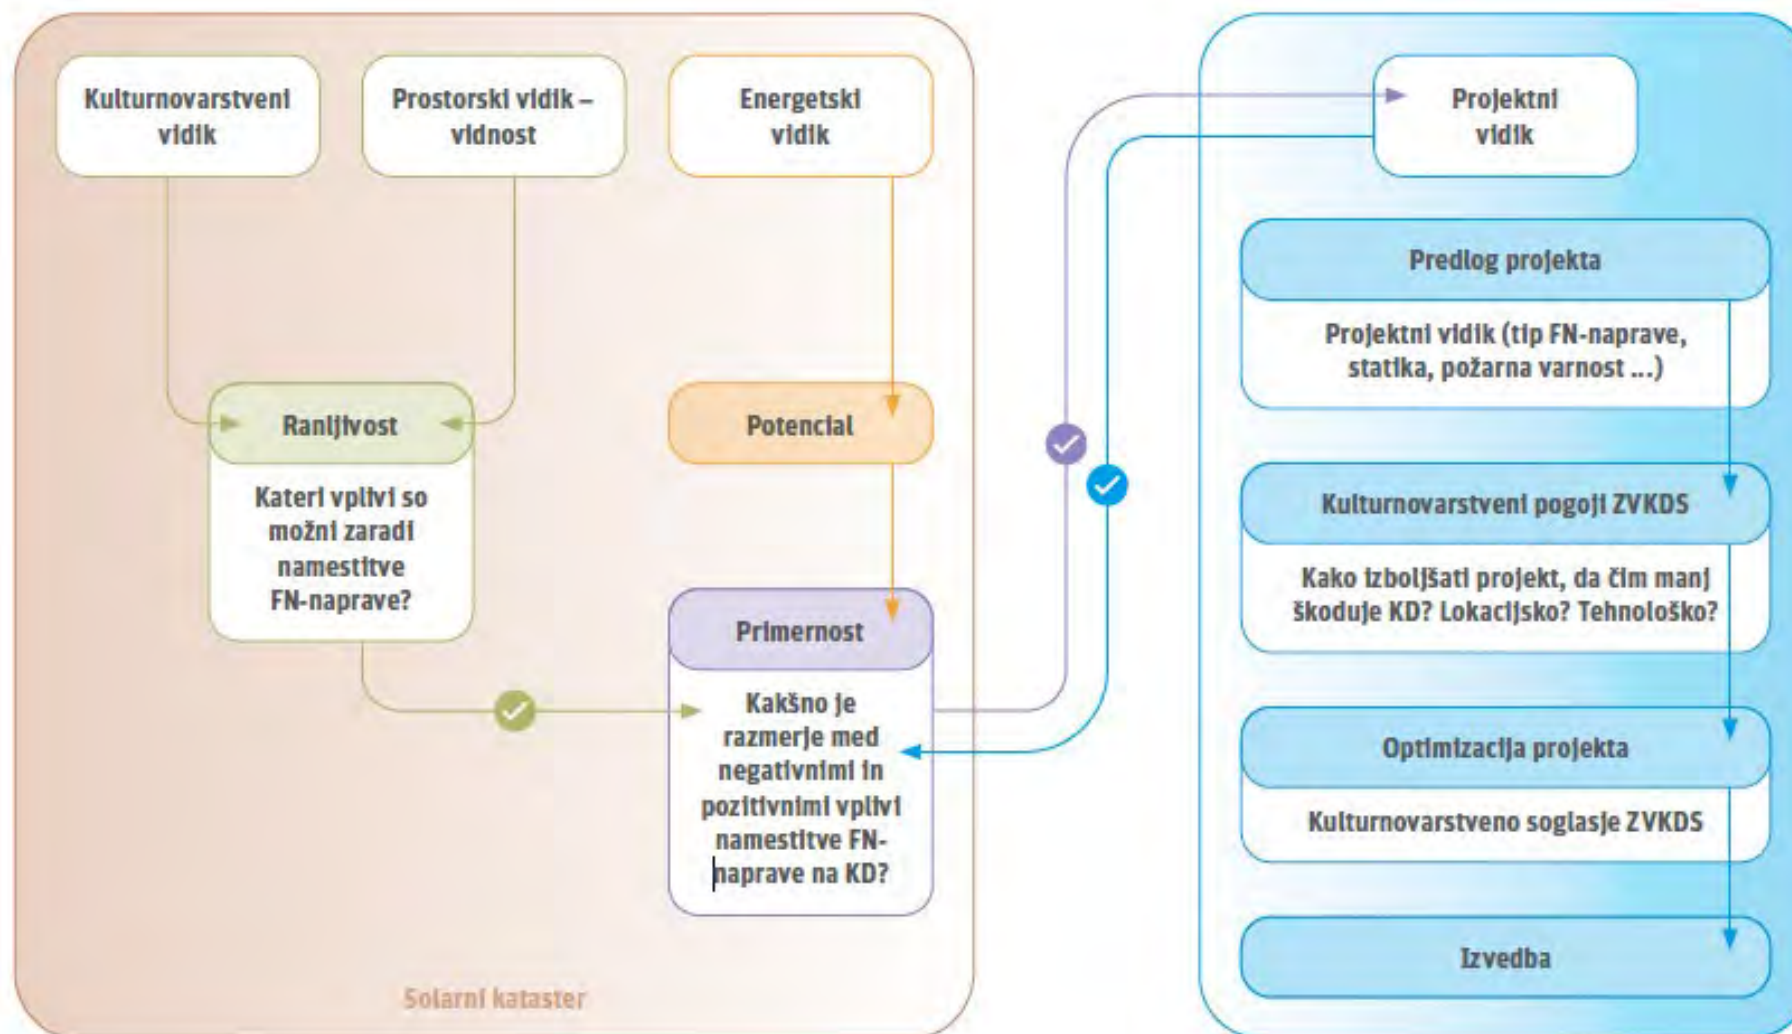 Kulturnovarstveni
vidik
Prostorski vidik –
vidnost
Energetski
vidik
Ranljivost
Kateri vplivi so
možni zaradi
namestitve
FN-naprave?
Potencial
Primernost
Kakšno je
razmerje med
negativnimi in
pozitivnimi vplivi
namestitve FN-
naprave na KD?
Solarni kataster
Projektni
vidik
Predlog projekta
Projektni vidik (tip FN-naprave,
statika, požarna varnost ...)
Kulturnovarstveni pogoji ZVKDS
Kako izboljšati projekt, da čim manj
škoduje KD? Lokacijsko? Tehnološko?
Optimizacija projekta
Kulturnovarstveno soglasje ZVKDS
Izvedba